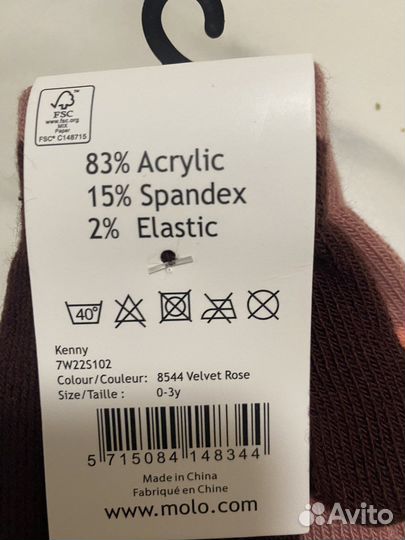 FSC
www.fsc.org
MIX
Paper
FSC® C148715
83% Acrylic
15% Spandex
2% Elastic
40°
Kenny
7W22S102
Colour/Couleur: 8544 Velvet Rose
Size/Taille : 0-3y
5 715084 148344
Made in China
Fabriqué en Chine
www.molo.com
Avito